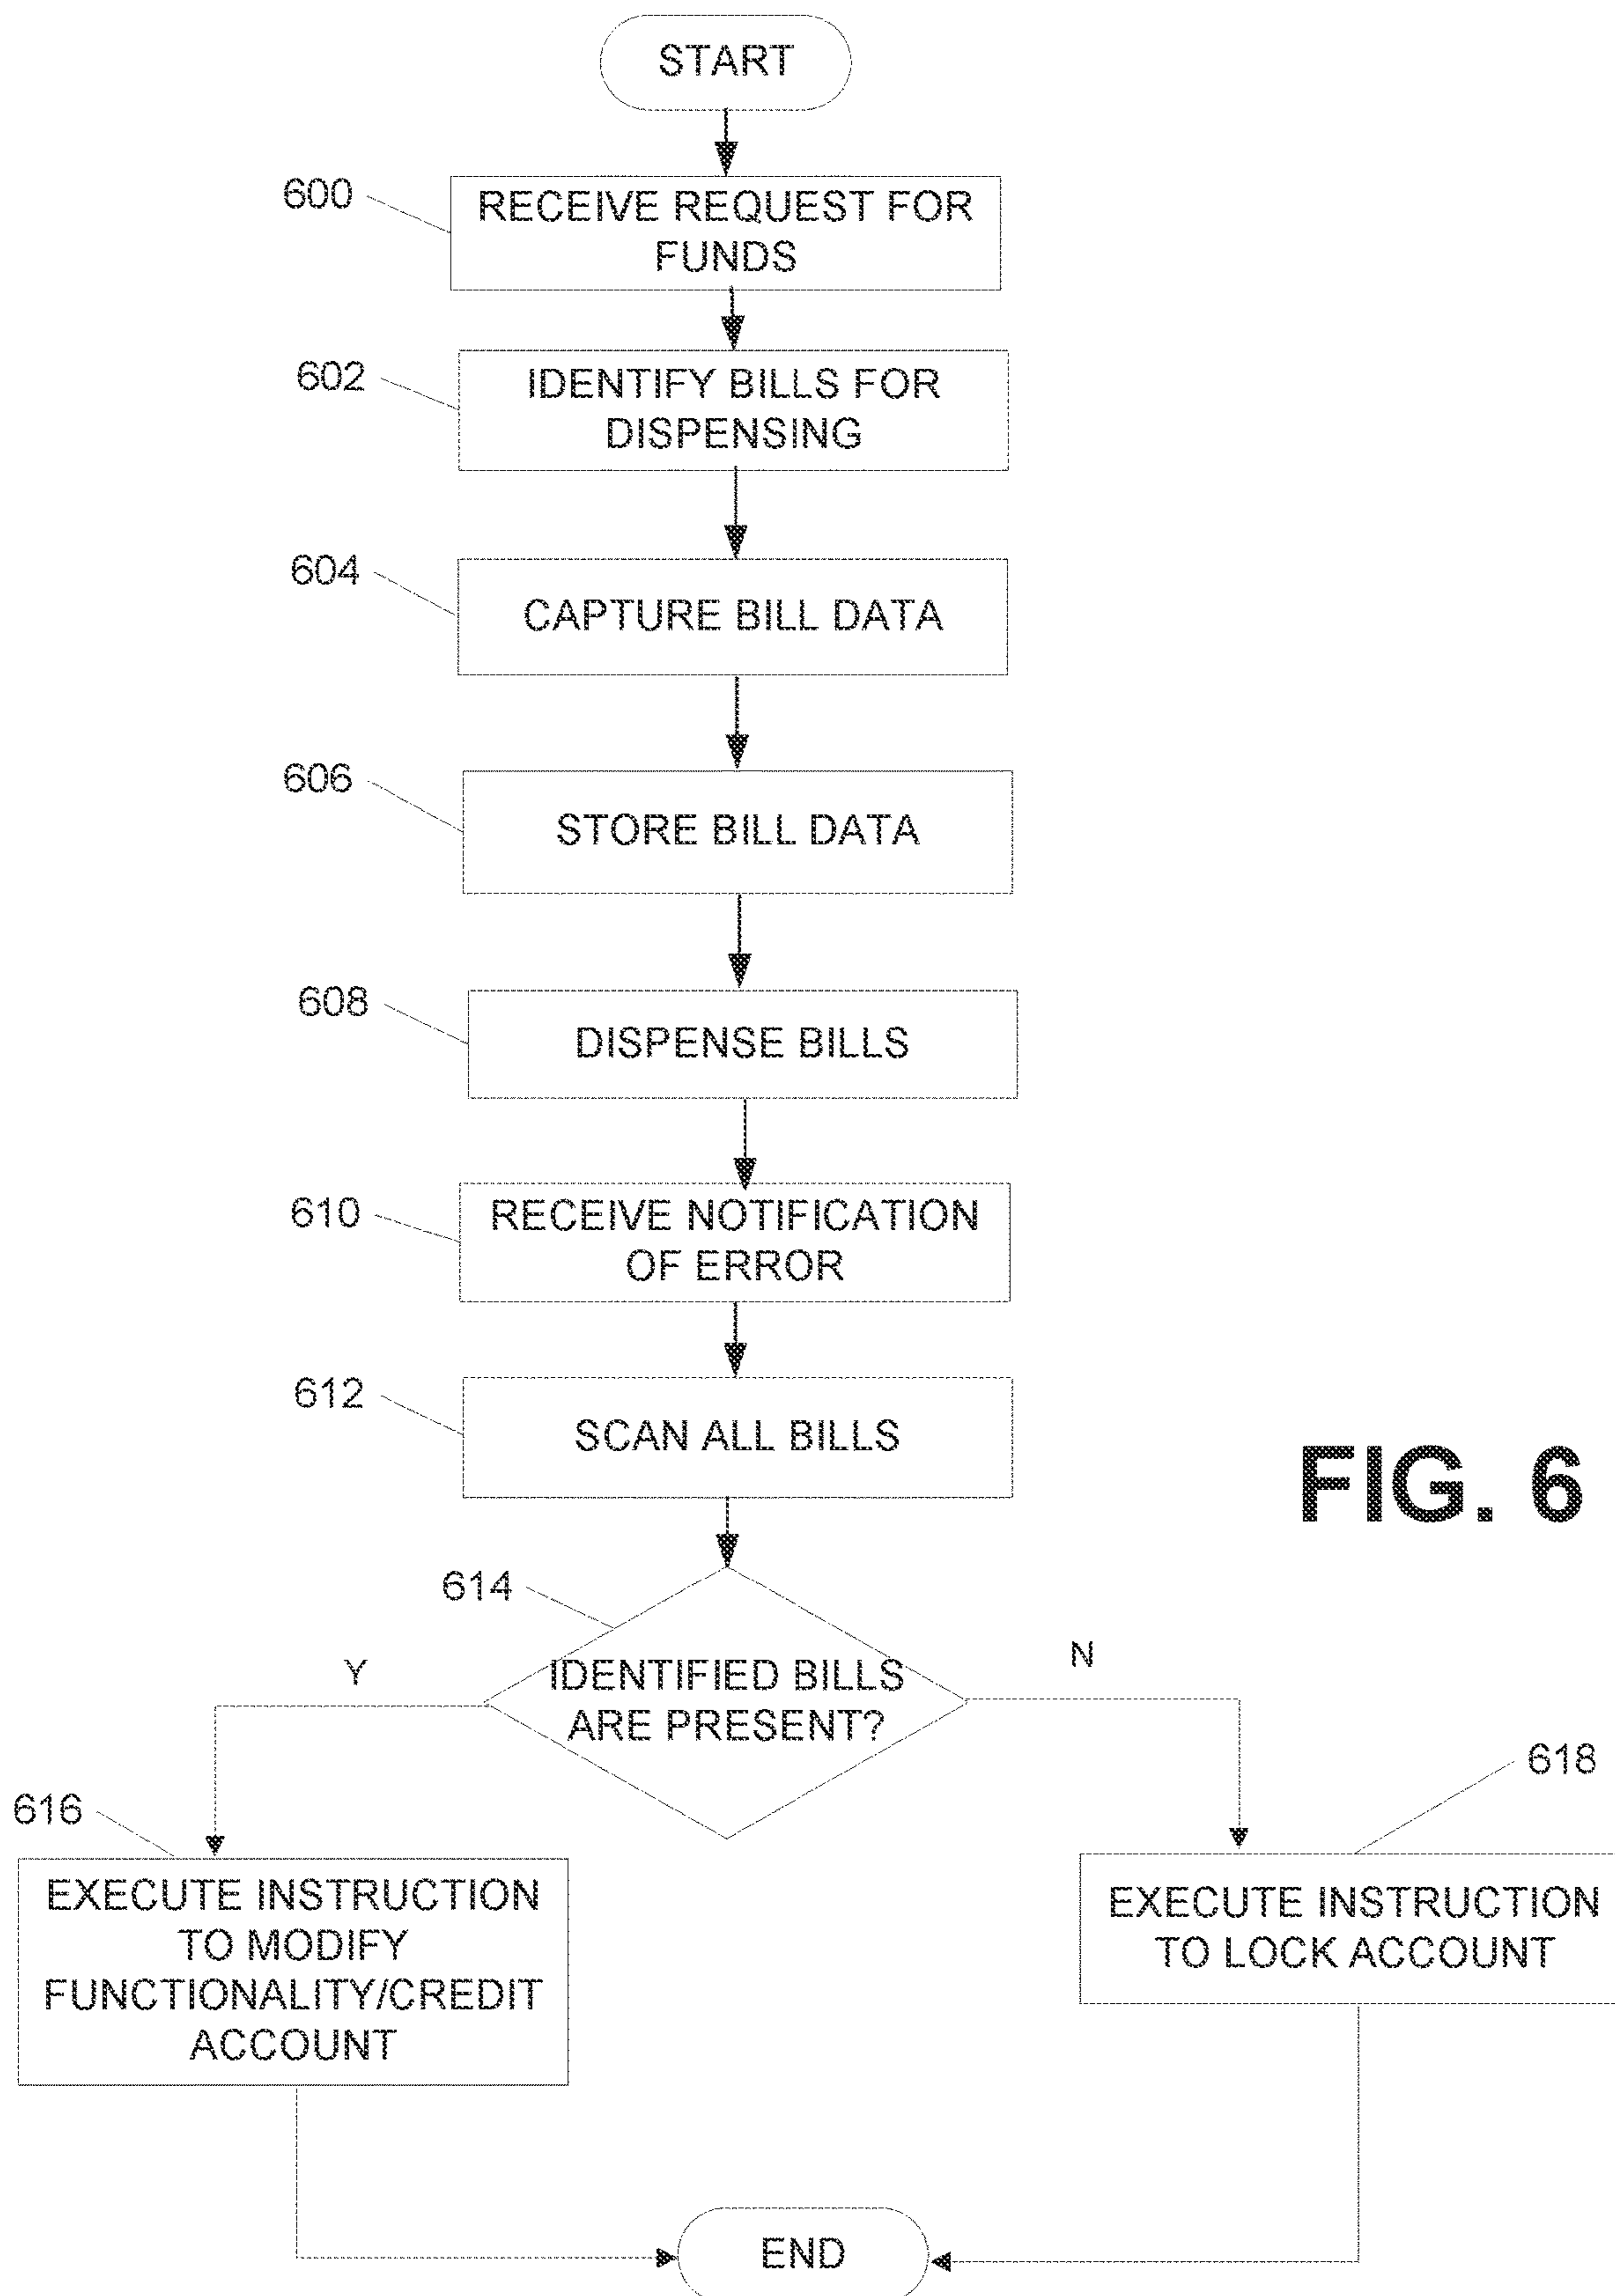 START
600
RECEIVE REQUEST FOR
FUNDS
602
IDENTIFY BILLS FOR
DISPENSING
604
CAPTURE BILL DATA
606
STORE BILL DATA
608
DISPENSE BILLS
610
RECEIVE NOTIFICATION
OF ERROR
612
SCAN ALL BILLS
FIG. 6
614
IDENTIFIED BILLS
ARE PRESENT?
Y
N
616
EXECUTE INSTRUCTION
TO MODIFY
FUNCTIONALITY/CREDIT
ACCOUNT
618
EXECUTE INSTRUCTION
TO LOCK ACCOUNT
END